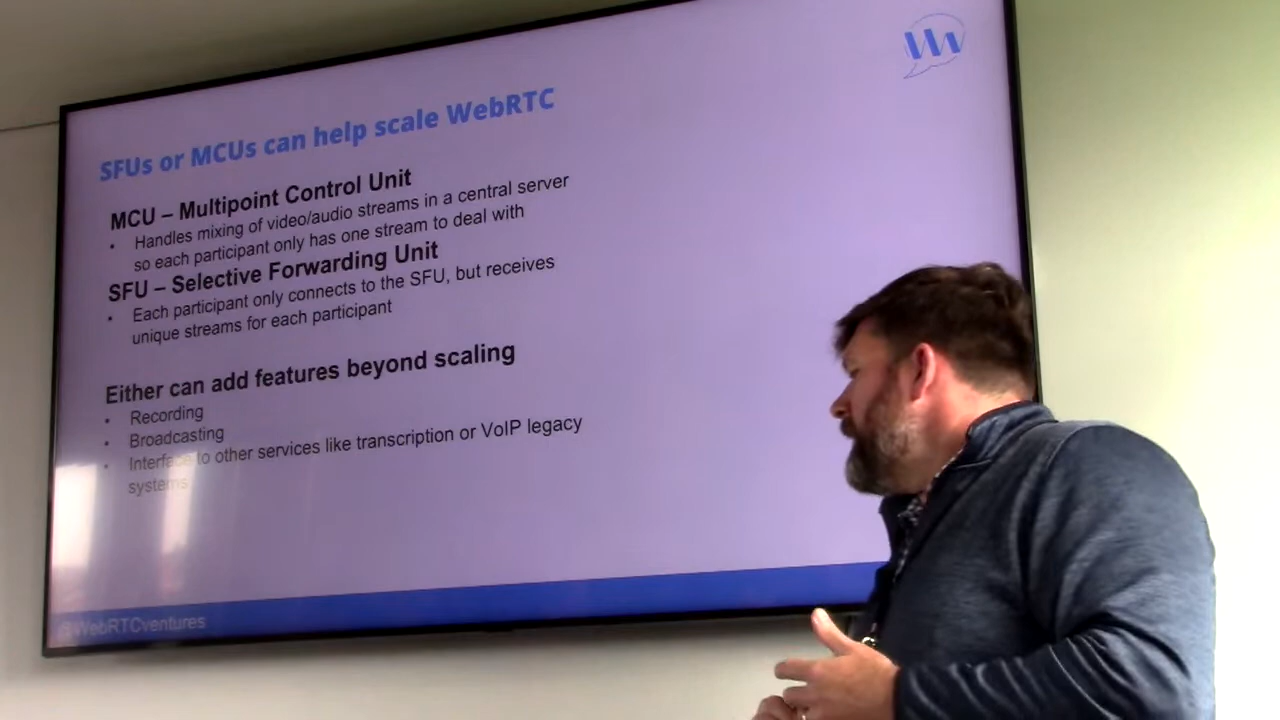 SFUs or MCUs can help scale WebRTC
MCU – Multipoint Control Unit
• Handles mixing of video/audio streams in a central server
so each participant only has one stream to deal with
SFU – Selective Forwarding Unit
• Each participant only connects to the SFU, but receives
unique streams for each participant
Either can add features beyond scaling
• Recording
• Broadcasting
• Interface to other services like transcription or VoIP legacy
systems
@WebRTCventures